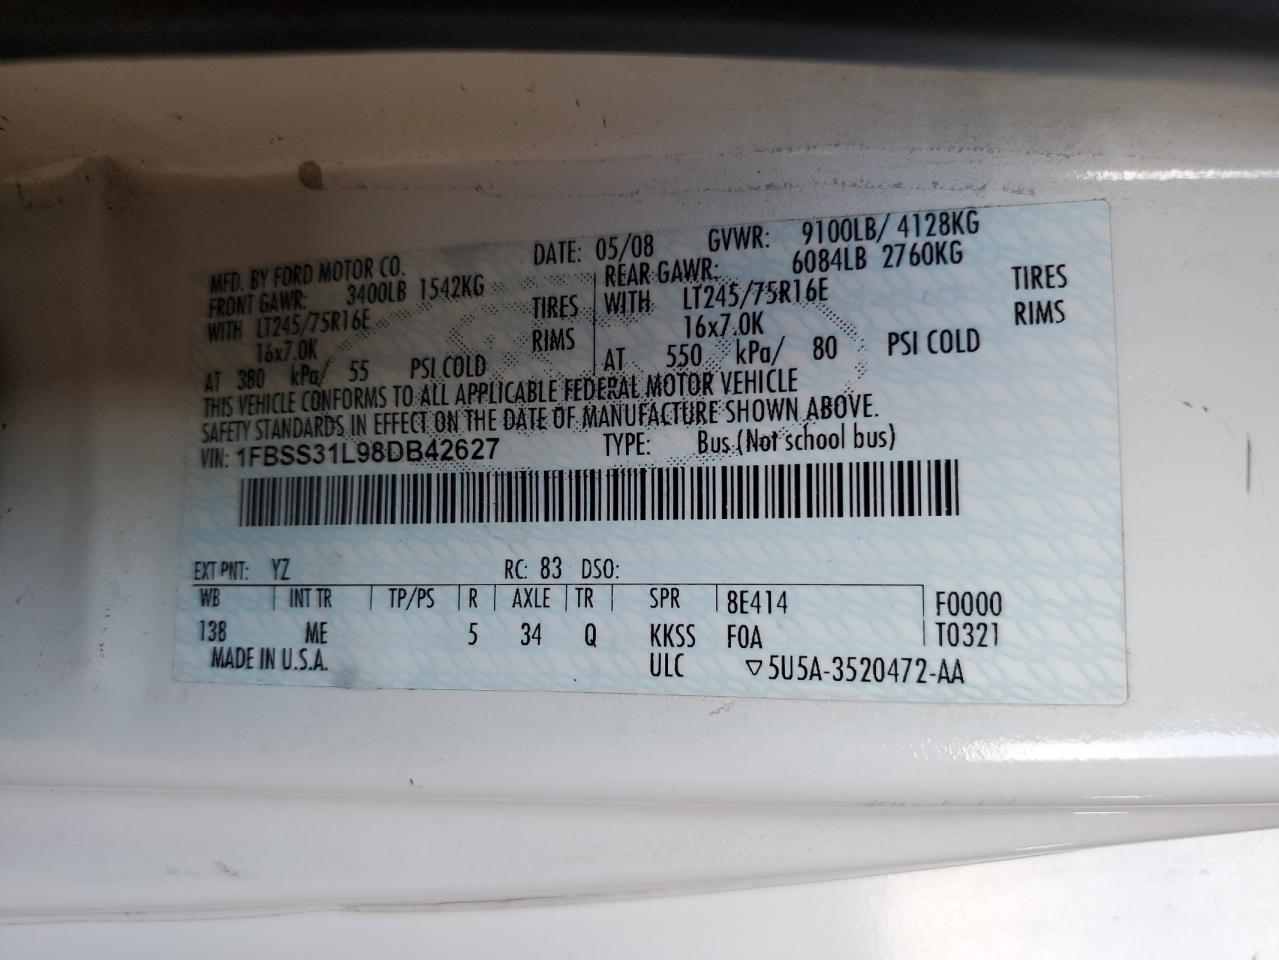 MFD. BY FORD MOTOR CO. DATE: 05/08 GVWR: 9100LB/ 4128KG
FRONT GAWR: 3400LB 1542KG REAR GAWR: 6084LB 2760KG
WITH LT245/75R16E TIRES WITH LT245/75R16E TIRES
16x7.0K RIMS 16x7.0K RIMS
AT 380 kPa/ 55 PSI COLD AT 550 kPa/ 80 PSI COLD
THIS VEHICLE CONFORMS TO ALL APPLICABLE FEDERAL MOTOR VEHICLE
SAFETY STANDARDS IN EFFECT ON THE DATE OF MANUFACTURE SHOWN ABOVE.
VIN: 1FBSS31L98DB42627 TYPE: Bus (Not school bus)
EXT PNT: YZ RC: 83 DSO:
WB INT TR TP/PS R AXLE TR SPR 8E414 F0000
138 ME 5 34 Q KKSS F0A T0321
MADE IN U.S.A. ULC ▽5U5A-3520472-AA